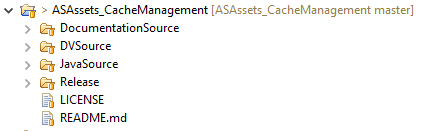 > ASAssets_CacheManagement [ASAssets_CacheManagement master]
DocumentationSource
DVSource
JavaSource
Release
LICENSE
README.md